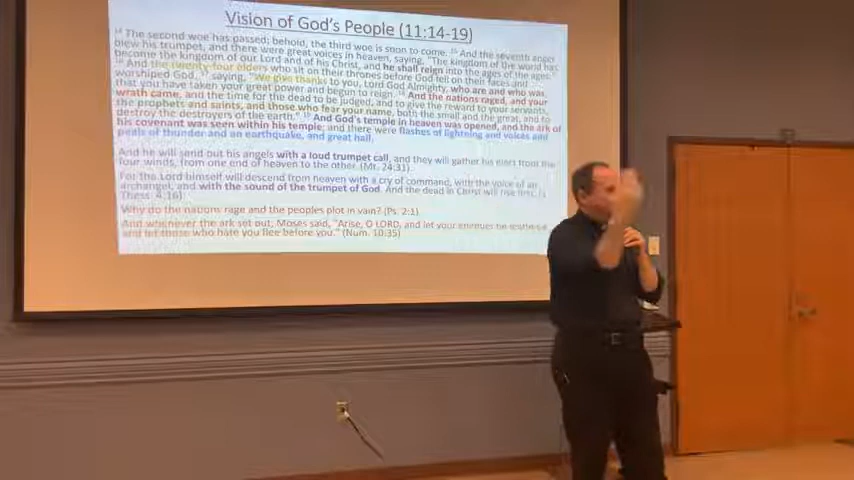 Vision of God's People (11:14-19)
14 The second woe has passed; behold, the third woe is soon to come. 15 And the seventh angel
blew his trumpet, and there were great voices in heaven, saying, "The kingdom of the world has
become the kingdom of our Lord and of his Christ, and he shall reign into the ages of the ages."
16 And the twenty-four elders who sit on their thrones before God fell on their faces and
worshiped God, 17 saying, "We give thanks to you, Lord God Almighty, who are and who was,
that you have taken your great power and begun to reign. 18 And the nations raged, and your
wrath came, and the time for the dead to be judged, and to give the reward to your servants,
the prophets and saints, and those who fear your name, both the small and the great, and to
destroy the destroyers of the earth." 19 And God's temple in heaven was opened, and the ark of
his covenant was seen within his temple; and there were flashes of lightning and voices and
peals of thunder and an earthquake, and great hail.
And he will send out his angels with a loud trumpet call, and they will gather his elect from the
four winds, from one end of heaven to the other. (Mt. 24:31)
For the Lord himself will descend from heaven with a cry of command, with the voice of an
archangel, and with the sound of the trumpet of God. And the dead in Christ will rise first. (1
Thess. 4:16)
Why do the nations rage and the peoples plot in vain? (Ps. 2:1)
And whenever the ark set out, Moses said, "Arise, O LORD, and let your enemies be scattered
and let those who hate you flee before you." (Num. 10:35)